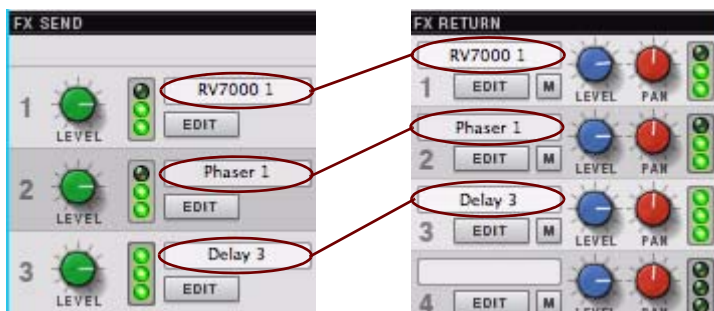 FX SEND
RV7000 1
1
EDIT
LEVEL
Phaser 1
2
EDIT
LEVEL
Delay 3
3
EDIT
LEVEL
FX RETURN
RV7000 1
1 EDIT M LEVEL PAN
Phaser 1
2 EDIT M LEVEL PAN
Delay 3
3 EDIT M LEVEL PAN
4 EDIT M LEVEL PAN